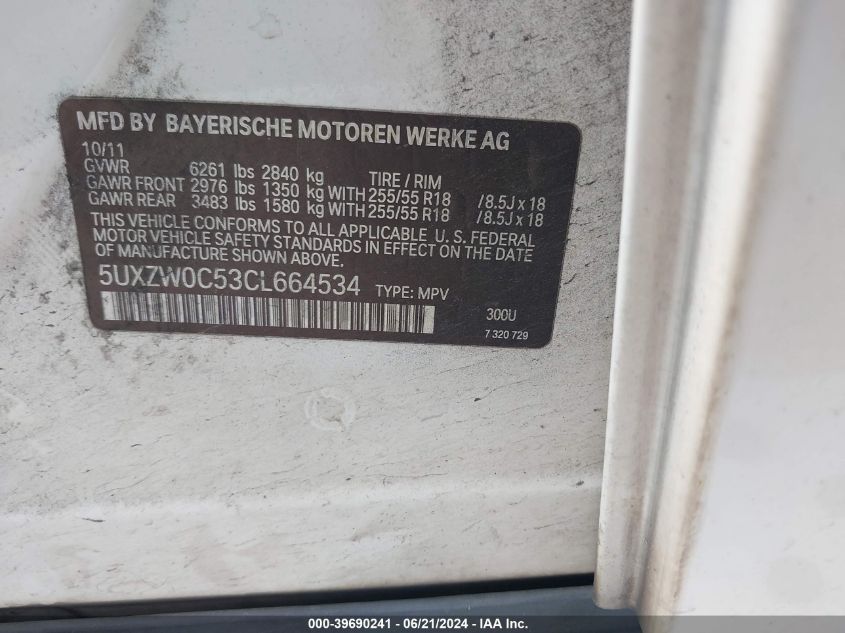 MFD BY BAYERISCHE MOTOREN WERKE AG
10/11
GVWR 6261 lbs 2840 kg TIRE / RIM
GAWR FRONT 2976 lbs 1350 kg WITH 255/55 R18 /8.5J x 18
GAWR REAR 3483 lbs 1580 kg WITH 255/55 R18 /8.5J x 18
THIS VEHICLE CONFORMS TO ALL APPLICABLE U. S. FEDERAL
MOTOR VEHICLE SAFETY STANDARDS IN EFFECT ON THE DATE
OF MANUFACTURE SHOWN ABOVE.
5UXZW0C53CL664534 TYPE: MPV
300U
7 320 729
000-39690241 - 06/21/2024 - IAA Inc.